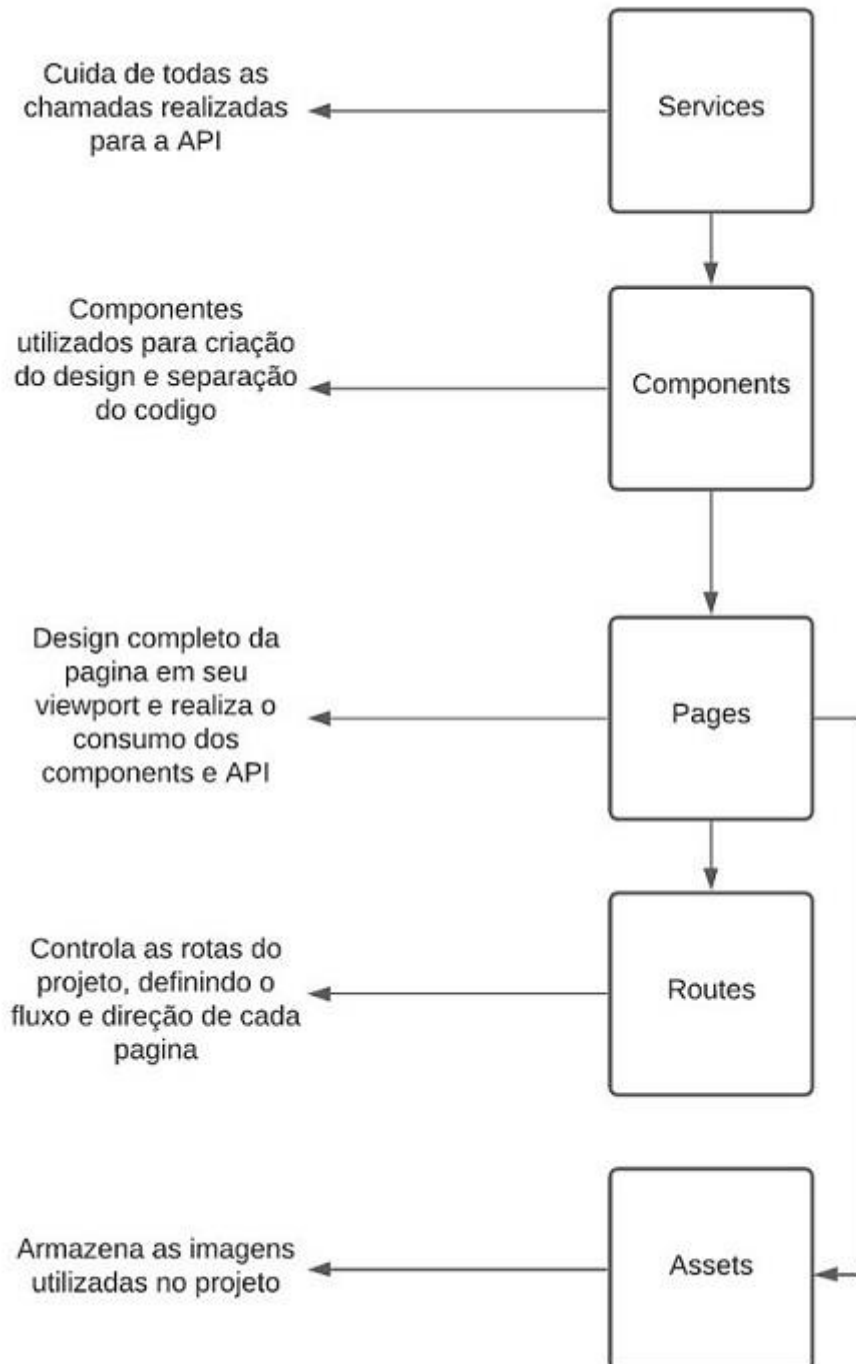 Cuida de todas as
chamadas realizadas
para a API
Services
Componentes
utilizados para criação
do design e separação
do codigo
Components
Design completo da
pagina em seu
viewport e realiza o
consumo dos
components e API
Pages
Controla as rotas do
projeto, definindo o
fluxo e direção de cada
pagina
Routes
Armazena as imagens
utilizadas no projeto
Assets